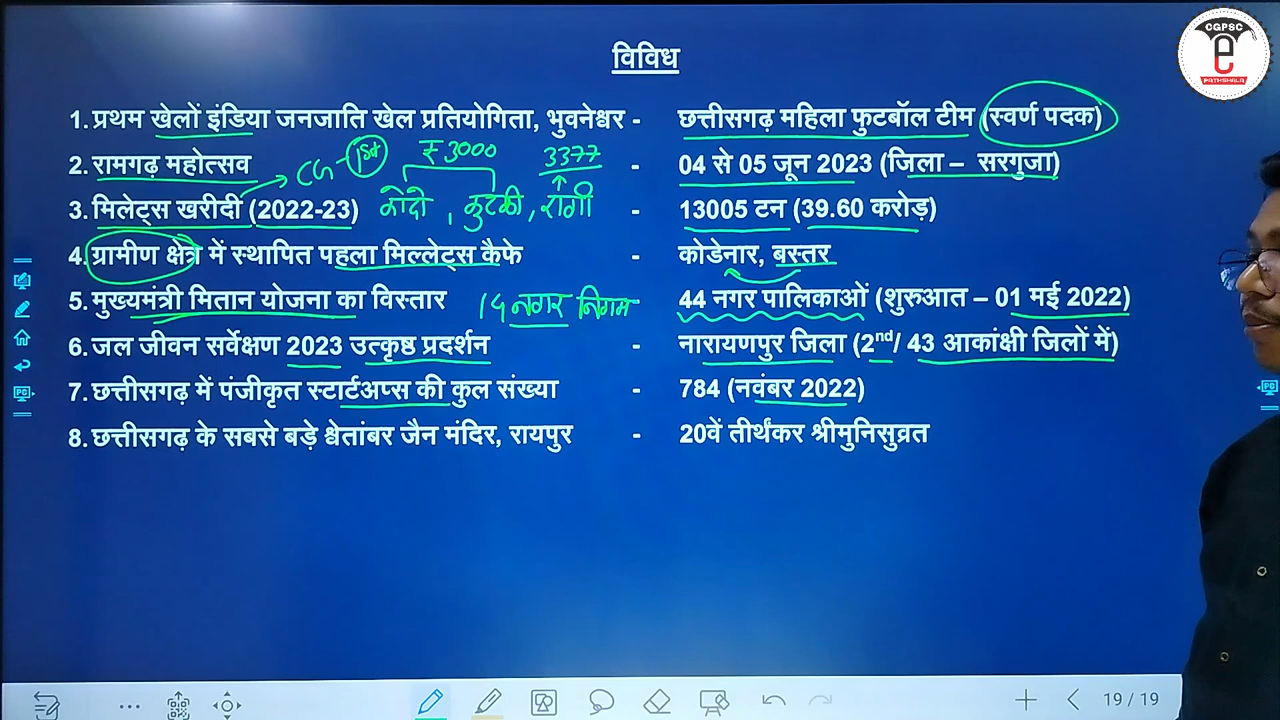 CGPSC
e
PATHSHALA
विविध
1. प्रथम खेलों इंडिया जनजाति खेल प्रतियोगिता, भुवनेश्वर - छत्तीसगढ़ महिला फुटबॉल टीम (स्वर्ण पदक)
CG - 1st ₹3000 3377
2. रामगढ़ महोत्सव - 04 से 05 जून 2023 (जिला – सरगुजा)
3. मिलेट्स खरीदी (2022-23) कोदो, कुटकी, रागी - 13005 टन (39.60 करोड़)
4. ग्रामीण क्षेत्र में स्थापित पहला मिल्लेट्स कैफे - कोडेनार, बस्तर
5. मुख्यमंत्री मितान योजना का विस्तार 14 नगर निगम - 44 नगर पालिकाओं (शुरुआत – 01 मई 2022)
6. जल जीवन सर्वेक्षण 2023 उत्कृष्ठ प्रदर्शन - नारायणपुर जिला (2nd/ 43 आकांक्षी जिलों में)
7. छत्तीसगढ़ में पंजीकृत स्टार्टअप्स की कुल संख्या - 784 (नवंबर 2022)
8. छत्तीसगढ़ के सबसे बड़े श्वेतांबर जैन मंदिर, रायपुर - 20वें तीर्थंकर श्रीमुनिसुव्रत
19 / 19